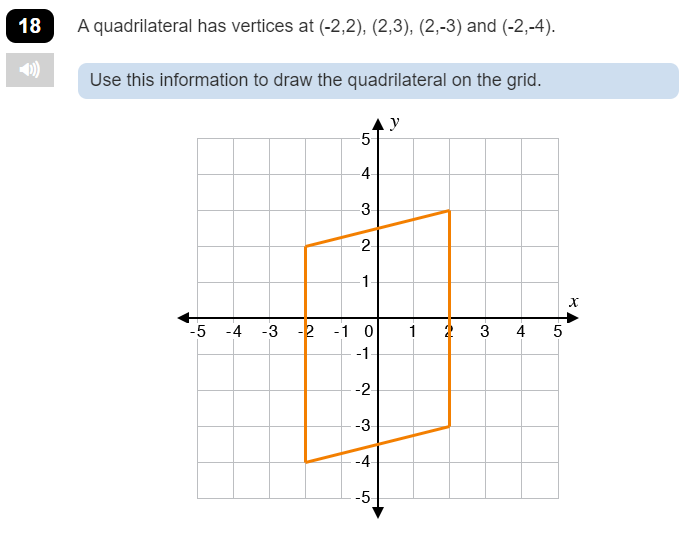 18 A quadrilateral has vertices at (-2,2), (2,3), (2,-3) and (-2,-4).
Use this information to draw the quadrilateral on the grid.
y
5
4
3
2
1
x
-5 -4 -3 -2 -1 0 1 2 3 4 5
-1
-2
-3
-4
-5